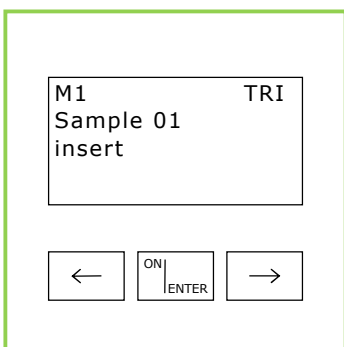 M1 TRI
Sample 01
insert
← ON ENTER →